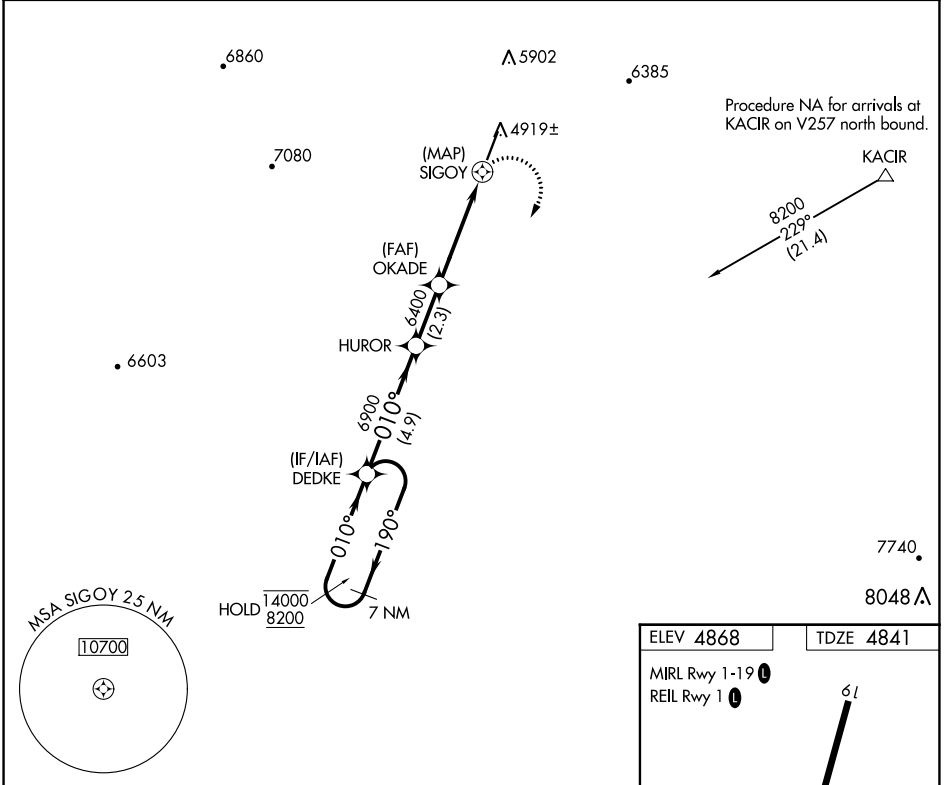 6860
5902
6385
Procedure NA for arrivals at
KACIR on V257 north bound.
4919±
7080
(MAP)
SIGOY
KACIR
8200
229°
(21.4)
(FAF)
OKADE
6400
(2.3)
HUROR
6603
6900
010°
(4.9)
(IF/IAF)
DEDKE
010°
190°
7740
HOLD 14000
8200
7 NM
8048
MSA SIGOY 25 NM
10700
ELEV 4868
TDZE 4841
MIRL Rwy 1-19 L
REIL Rwy 1 L
19